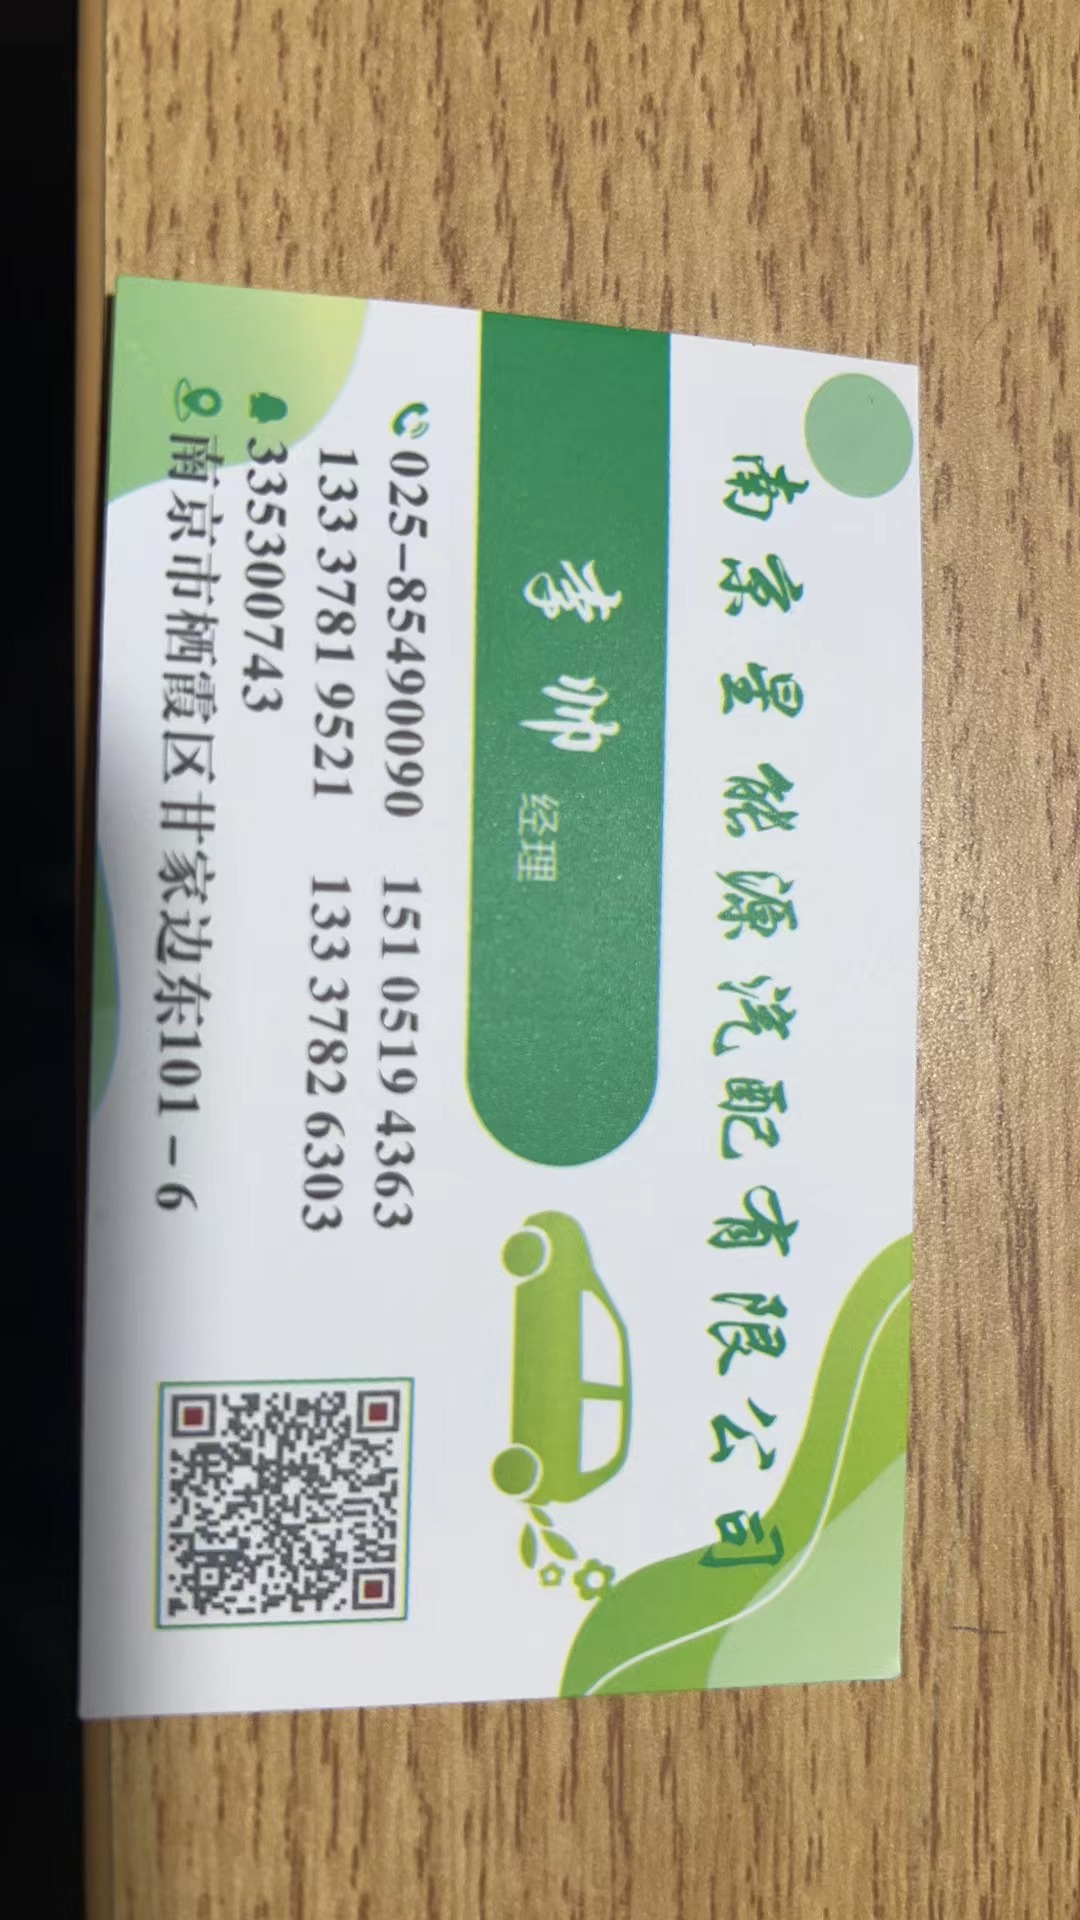 南京量能源汽配有限公司
李帅 经理
025-85490090 151 0519 4363
133 3781 9521 133 3782 6303
335300743
南京市栖霞区甘家边东101-6